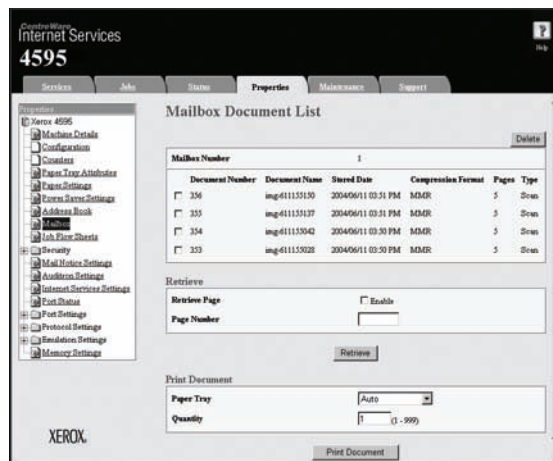 CentreWare
Internet Services
4595
Help
Services Jobs Status Properties Maintenance Support
Properties
Xerox 4595
Machine Details
Configuration
Counters
Paper Tray Attributes
Paper Settings
Power Saver Settings
Address Book
Mailbox
Job Flow Sheets
Security
Mail Notice Settings
Auditron Settings
Internet Services Settings
Port Status
Port Settings
Protocol Settings
Emulation Settings
Memory Settings
XEROX.
Mailbox Document List
Delete
Mailbox Number 1
Document Number Document Name Stored Date Compression Format Pages Type
356 img-611155150 2004/06/11 03:51 PM MMR 5 Scan
355 img-611155137 2004/06/11 03:51 PM MMR 5 Scan
354 img-611155042 2004/06/11 03:50 PM MMR 5 Scan
353 img-611155028 2004/06/11 03:50 PM MMR 5 Scan
Retrieve
Retrieve Page Enable
Page Number
Retrieve
Print Document
Paper Tray Auto
Quantity 1 (1 - 999)
Print Document